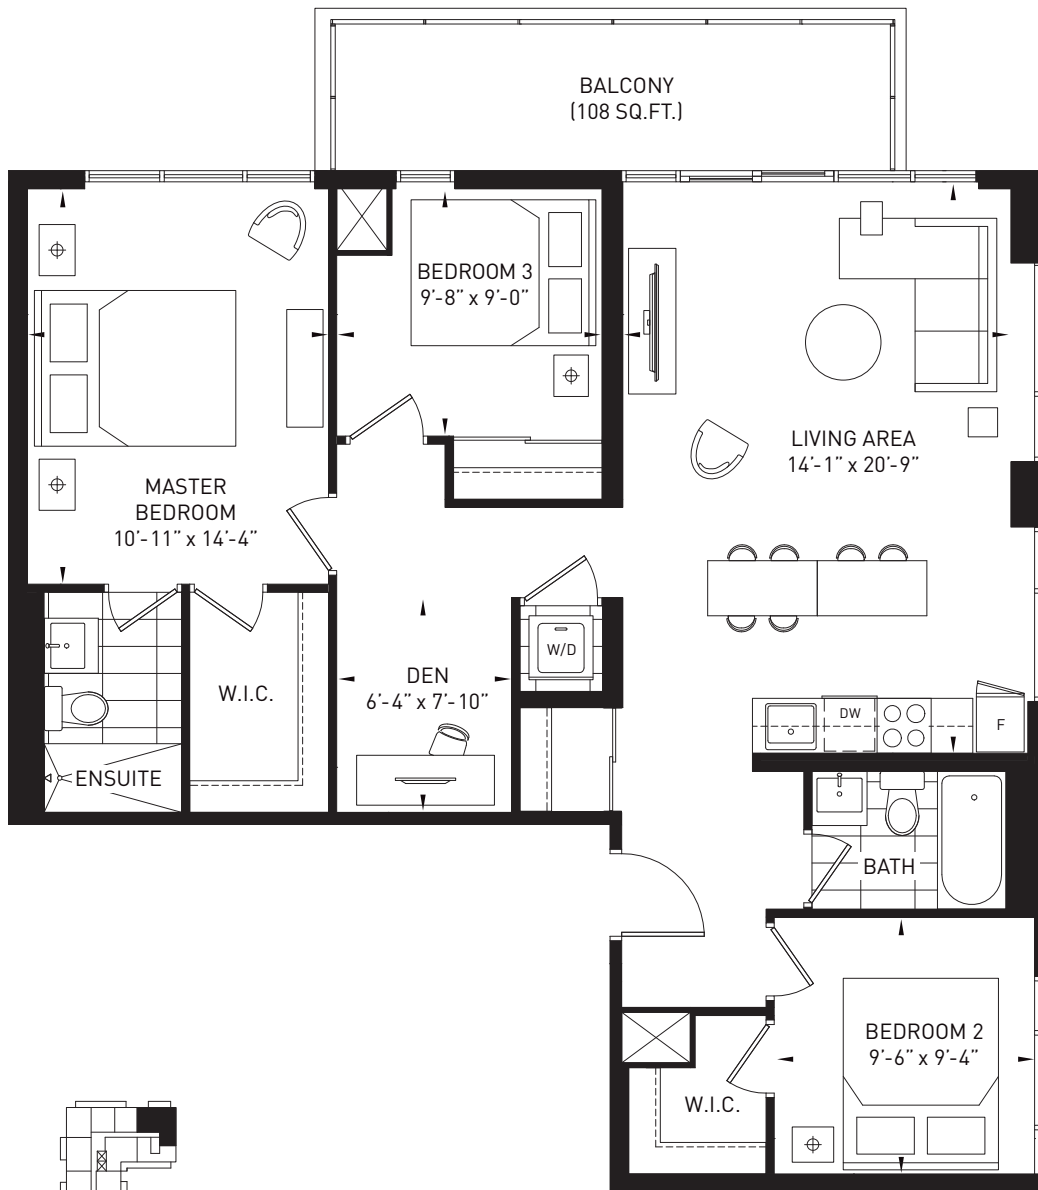 BALCONY
(108 SQ.FT.)
BEDROOM 3
9’-8” x 9’-0”
LIVING AREA
14’-1” x 20’-9”
MASTER
BEDROOM
10’-11” x 14’-4”
W/D
DEN
6’-4” x 7’-10”
W.I.C.
DW
F
ENSUITE
BATH
BEDROOM 2
9’-6” x 9’-4”
W.I.C.